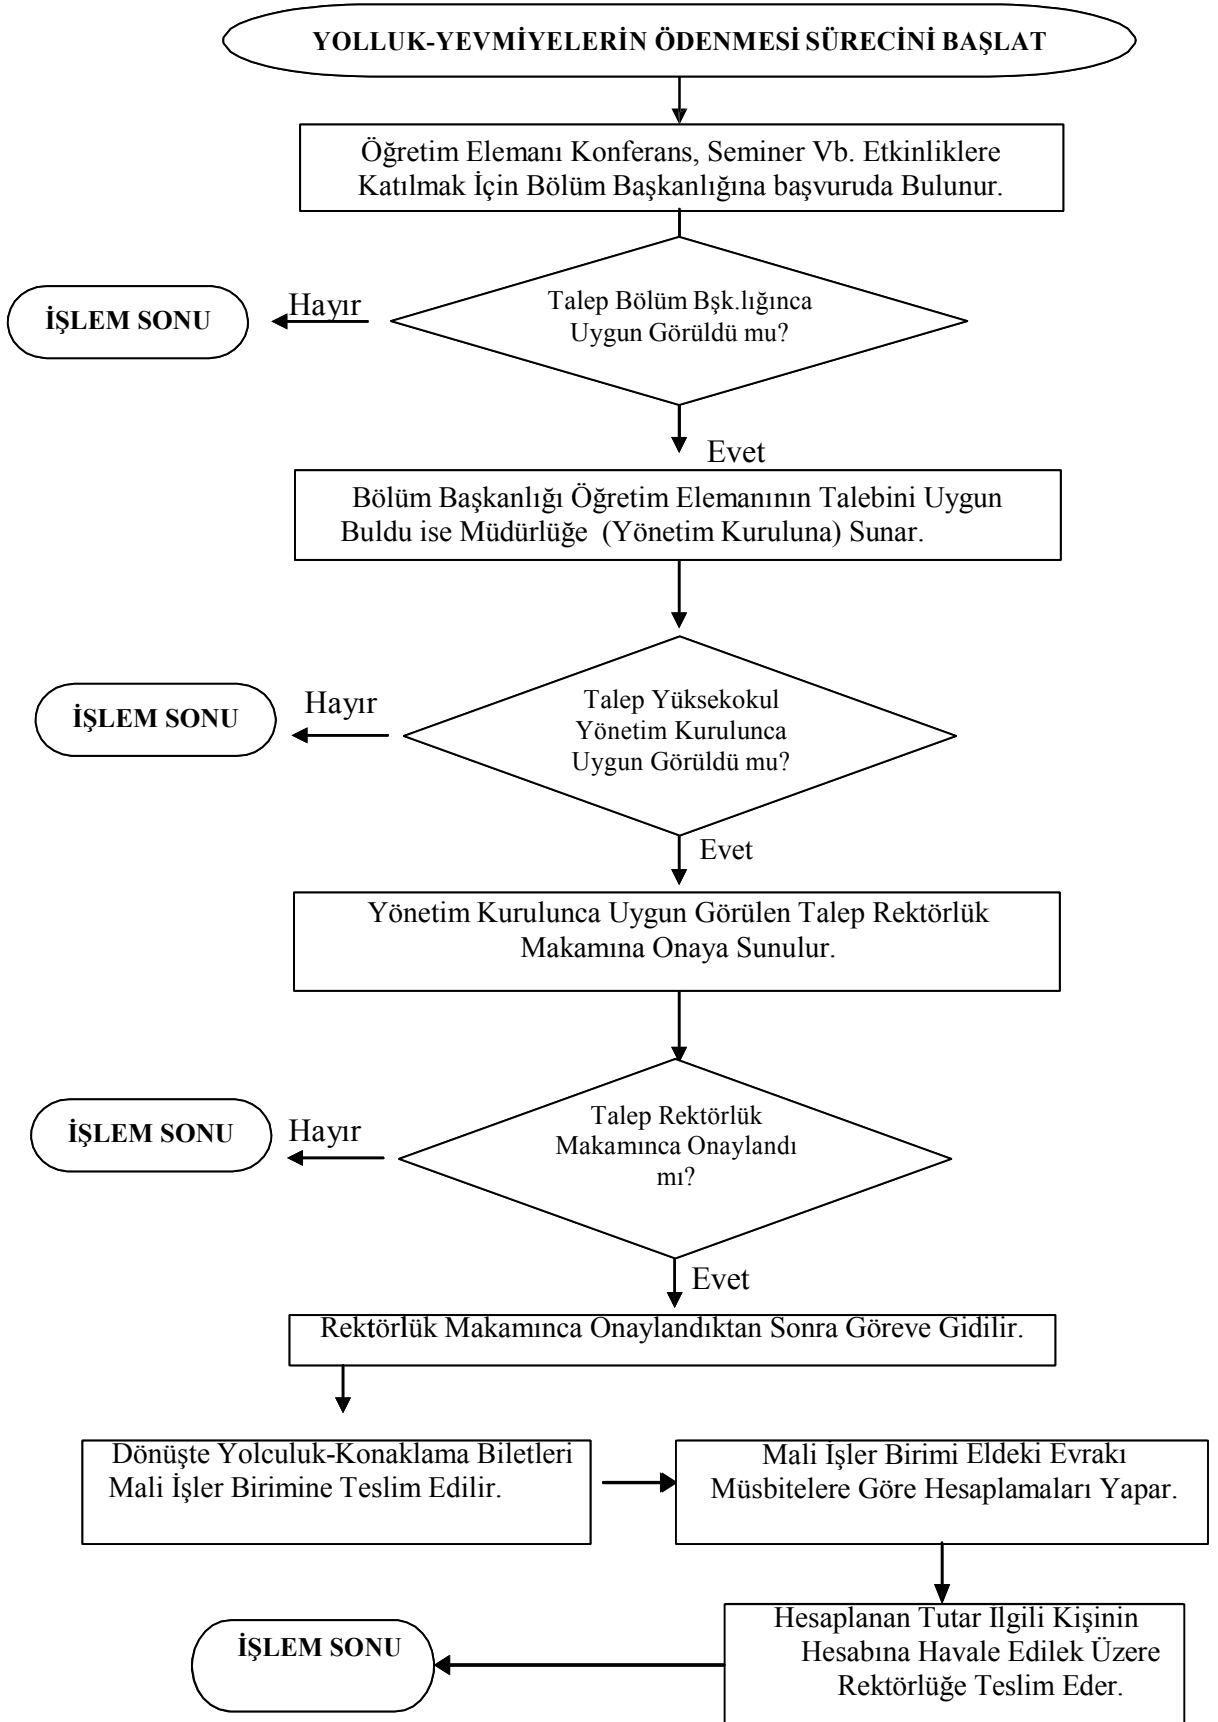 YOLLUK-YEVMİYELERİN ÖDENMESİ SÜRECİNİ BAŞLAT
Öğretim Elemanı Konferans, Seminer Vb. Etkinliklere
Katılmak İçin Bölüm Başkanlığına başvuruda Bulunur.
Talep Bölüm Bşk.lığınca
Uygun Görüldü mu?
Hayır
İŞLEM SONU
Evet
Bölüm Başkanlığı Öğretim Elemanının Talebini Uygun
Buldu ise Müdürlüğe (Yönetim Kuruluna) Sunar.
Talep Yüksekokul
Yönetim Kurulunca
Uygun Görüldü mu?
Hayır
İŞLEM SONU
Evet
Yönetim Kurulunca Uygun Görülen Talep Rektörlük
Makamına Onaya Sunulur.
Talep Rektörlük
Makamınca Onaylandı
mı?
Hayır
İŞLEM SONU
Evet
Rektörlük Makamınca Onaylandıktan Sonra Göreve Gidilir.
Dönüşte Yolculuk-Konaklama Biletleri
Mali İşler Birimine Teslim Edilir.
Mali İşler Birimi Eldeki Evrakı
Müsbitelere Göre Hesaplamaları Yapar.
Hesaplanan Tutar Ilgili Kişinin
Hesabına Havale Edilek Üzere
Rektörlüğe Teslim Eder.
İŞLEM SONU